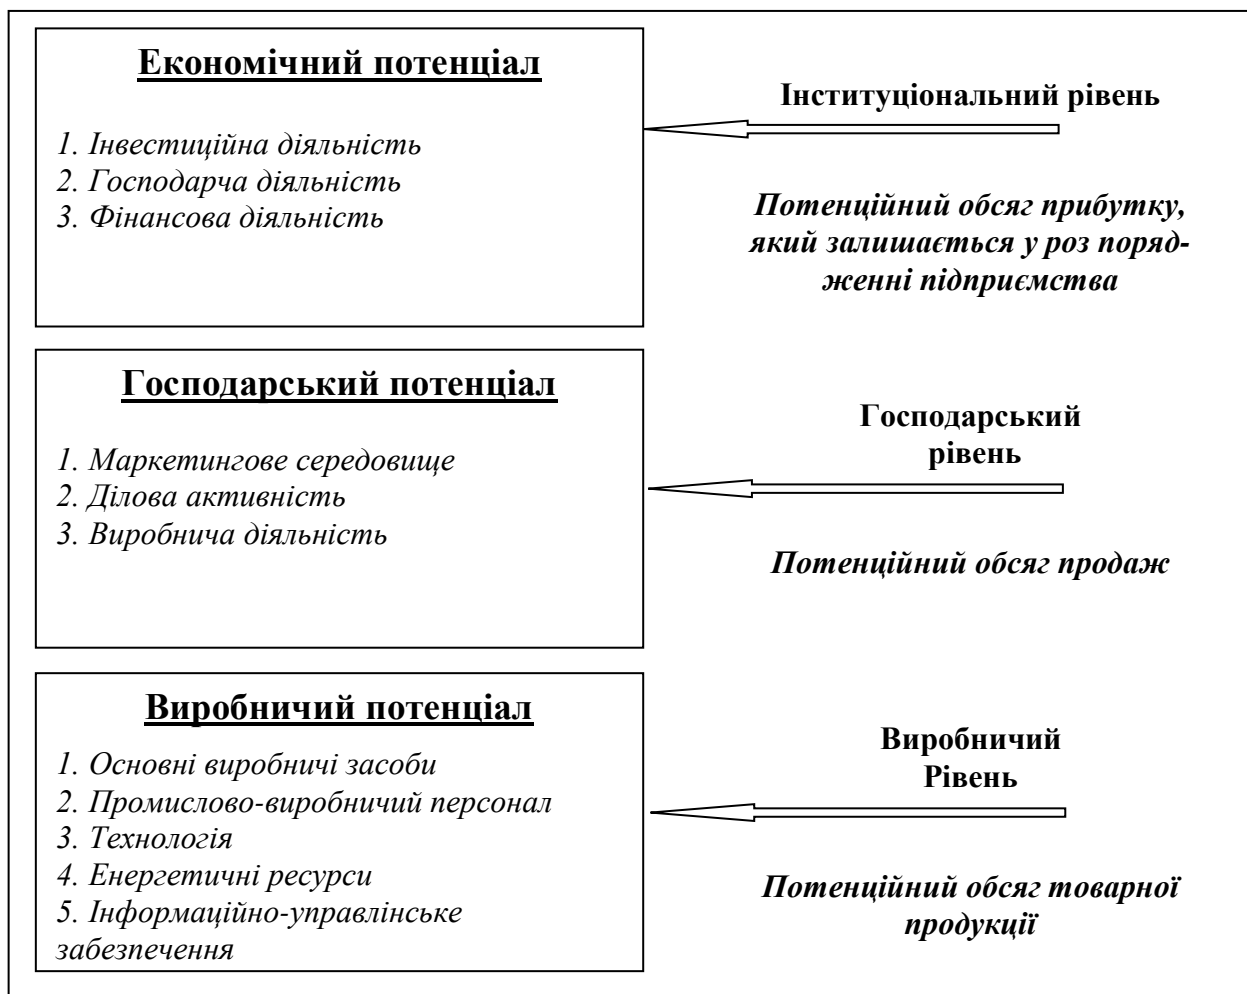 Економічний потенціал
1. Інвестиційна діяльність
2. Господарча діяльність
3. Фінансова діяльність
Інституціональний рівень
Потенційний обсяг прибутку,
який залишається у роз поряд-
женні підприємства
Господарський потенціал
1. Маркетингове середовище
2. Ділова активність
3. Виробнича діяльність
Господарський
рівень
Потенційний обсяг продаж
Виробничий потенціал
1. Основні виробничі засоби
2. Промислово-виробничий персонал
3. Технологія
4. Енергетичні ресурси
5. Інформаційно-управлінське
забезпечення
Виробничий
Рівень
Потенційний обсяг товарної
продукції